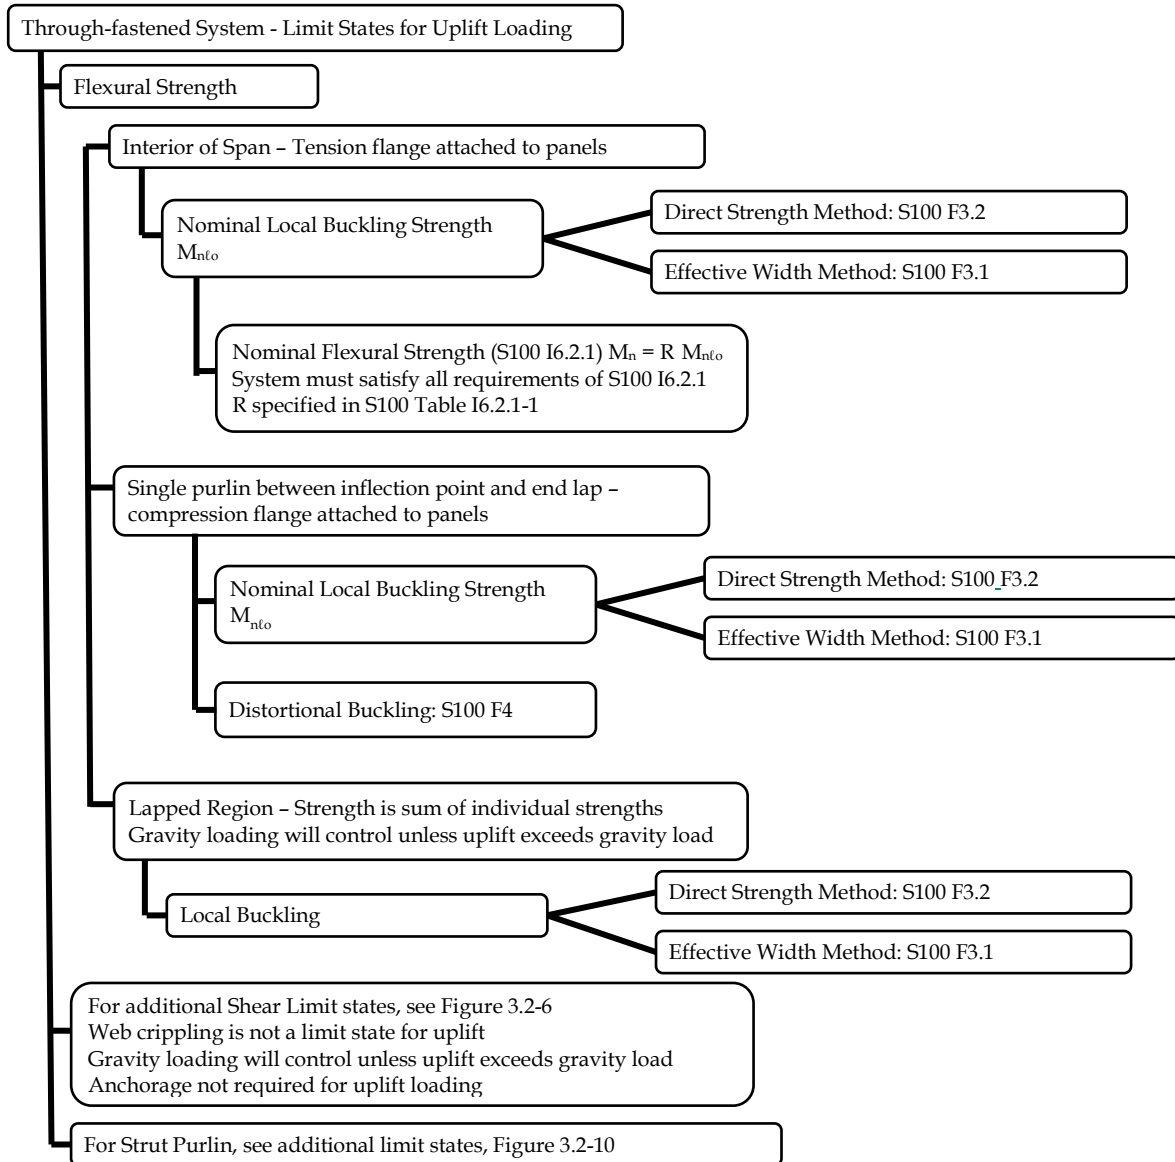 Through-fastened System - Limit States for Uplift Loading
Flexural Strength
Interior of Span – Tension flange attached to panels
Nominal Local Buckling Strength
Mnℓo
Direct Strength Method: S100 F3.2
Effective Width Method: S100 F3.1
Nominal Flexural Strength (S100 I6.2.1) Mn = R Mnℓo
System must satisfy all requirements of S100 I6.2.1
R specified in S100 Table I6.2.1-1
Single purlin between inflection point and end lap –
compression flange attached to panels
Nominal Local Buckling Strength
Mnℓo
Direct Strength Method: S100 F3.2
Effective Width Method: S100 F3.1
Distortional Buckling: S100 F4
Lapped Region – Strength is sum of individual strengths
Gravity loading will control unless uplift exceeds gravity load
Local Buckling
Direct Strength Method: S100 F3.2
Effective Width Method: S100 F3.1
For additional Shear Limit states, see Figure 3.2-6
Web crippling is not a limit state for uplift
Gravity loading will control unless uplift exceeds gravity load
Anchorage not required for uplift loading
For Strut Purlin, see additional limit states, Figure 3.2-10